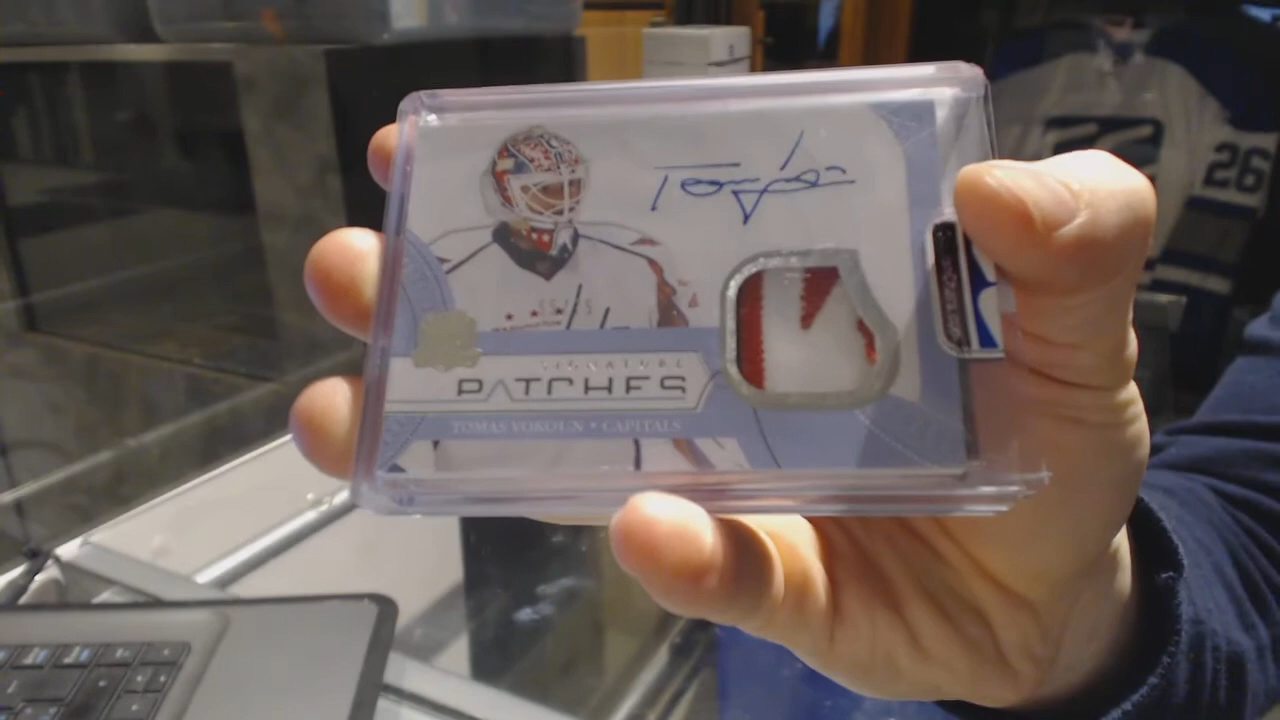 26
SIGNATURE
PATCHES
TOMAS VOKOUN • CAPITALS